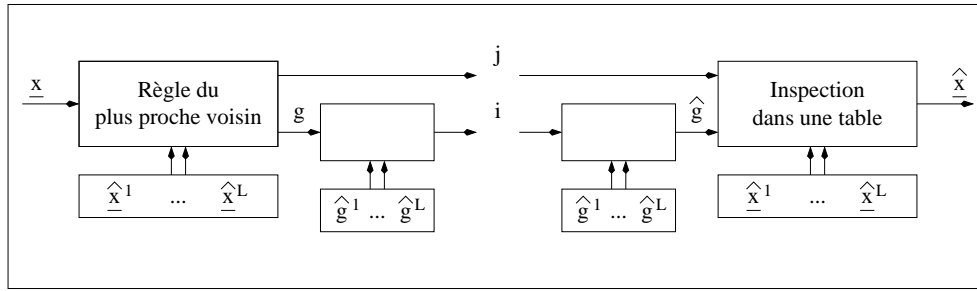 j
x
Règle du
plus proche voisin
g
i
ĝ
Inspection
dans une table
x̂
x̂ 1 ... x̂ L
ĝ 1 ... ĝ L
ĝ 1 ... ĝ L
x̂ 1 ... x̂ L